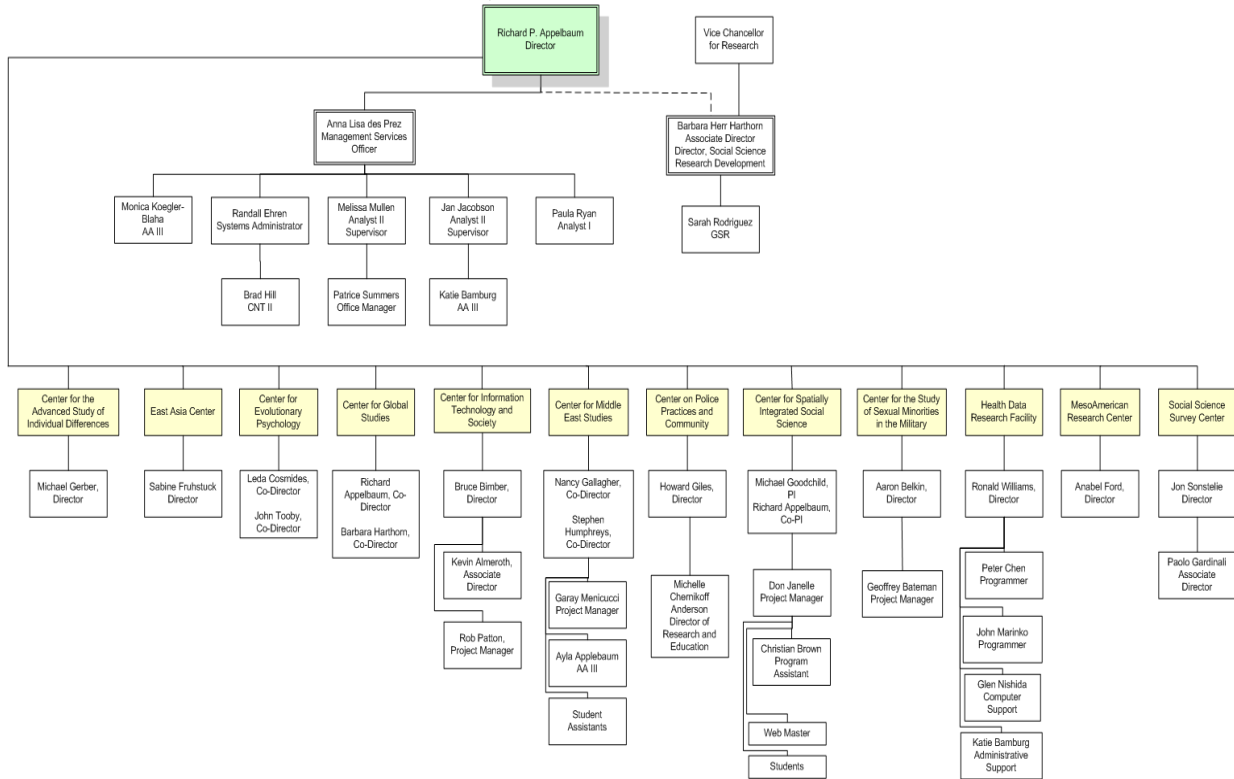 Richard P. Appelbaum
Director
Vice Chancellor
for Research
Anna Lisa des Prez
Management Services
Officer
Barbara Herr Harthorn
Associate Director
Director, Social Science
Research Development
Monica Koegler-
Blaha
AA III
Randall Ehren
Systems Administrator
Melissa Mullen
Analyst II
Supervisor
Jan Jacobson
Analyst II
Supervisor
Paula Ryan
Analyst I
Sarah Rodriguez
GSR
Brad Hill
CNT II
Patrice Summers
Office Manager
Katie Bamburg
AA III
Center for the
Advanced Study of
Individual Differences
East Asia Center
Center for
Evolutionary
Psychology
Center for Global
Studies
Center for Information
Technology and
Society
Center for Middle
East Studies
Center on Police
Practices and
Community
Center for Spatially
Integrated Social
Science
Center for the Study
of Sexual Minorities
in the Military
Health Data
Research Facility
MesoAmerican
Research Center
Social Science
Survey Center
Michael Gerber,
Director
Sabine Fruhstuck
Director
Leda Cosmides,
Co-Director
John Tooby,
Co-Director
Richard
Appelbaum, Co-
Director
Barbara Harthorn,
Co-Director
Bruce Bimber,
Director
Nancy Gallagher,
Co-Director
Stephen
Humphreys,
Co-Director
Howard Giles,
Director
Michael Goodchild,
PI
Richard Appelbaum,
Co-PI
Aaron Belkin,
Director
Ronald Williams,
Director
Anabel Ford,
Director
Jon Sonstelie
Director
Kevin Almeroth,
Associate
Director
Rob Patton,
Project Manager
Garay Menicucci
Project Manager
Ayla Applebaum
AA III
Student
Assistants
Michelle
Chernikoff
Anderson
Director of
Research and
Education
Don Janelle
Project Manager
Christian Brown
Program
Assistant
Web Master
Students
Geoffrey Bateman
Project Manager
Peter Chen
Programmer
John Marinko
Programmer
Glen Nishida
Computer
Support
Katie Bamburg
Administrative
Support
Paolo Gardinali
Associate
Director